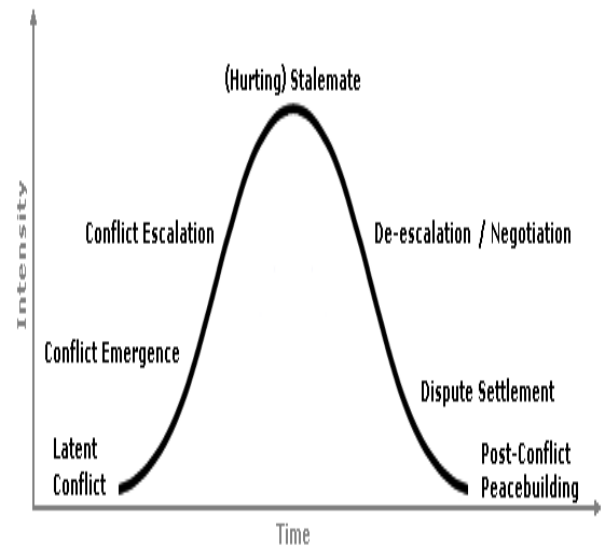 (Hurting) Stalemate
Conflict Escalation
De-escalation / Negotiation
Intensity
Conflict Emergence
Dispute Settlement
Latent
Conflict
Post-Conflict
Peacebuilding
Time